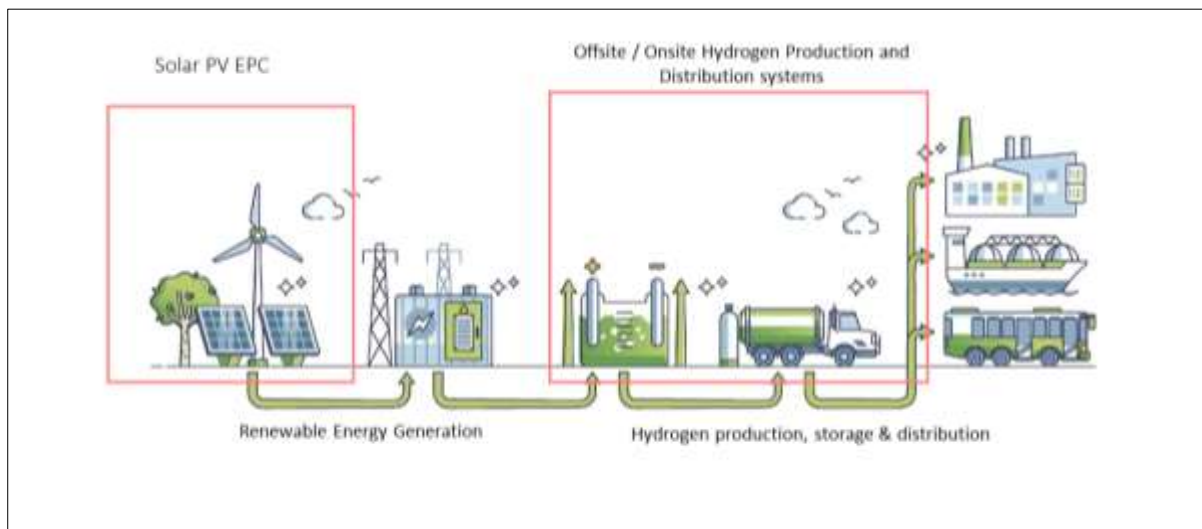 Solar PV EPC
Offsite / Onsite Hydrogen Production and
Distribution systems
Renewable Energy Generation
Hydrogen production, storage & distribution